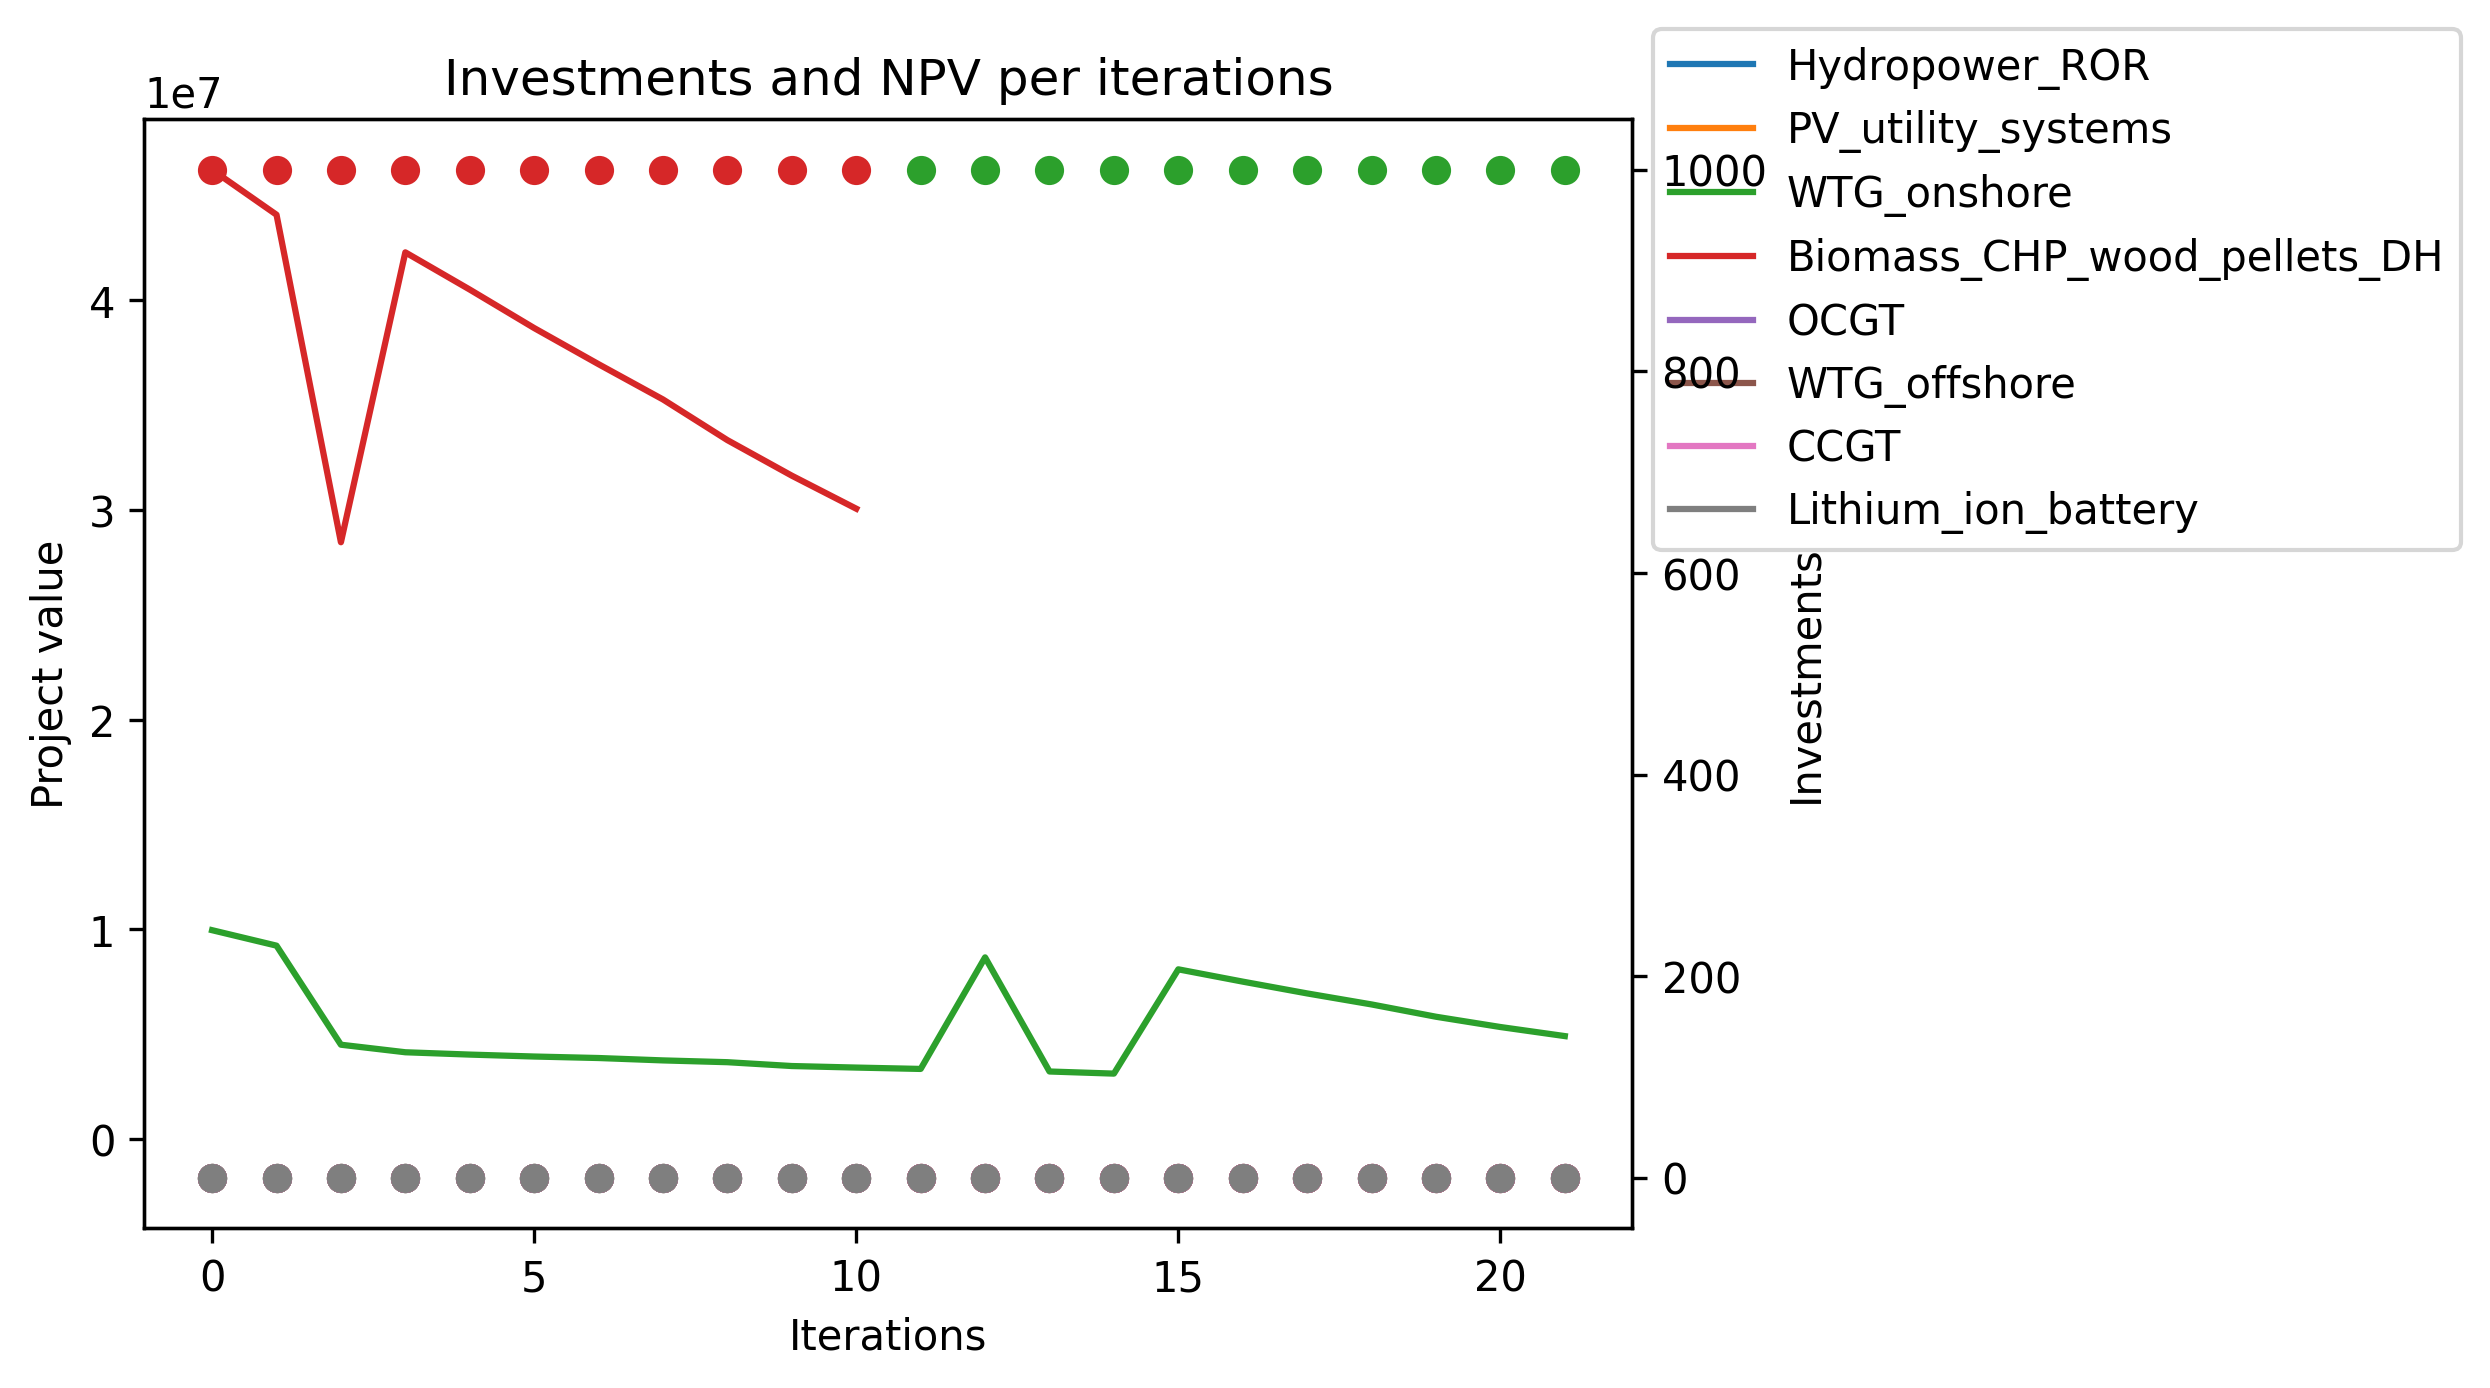 Investments and NPV per iterations
1e7
4
3
2
1
0
Project value
0
5
10
15
20
Iterations
1000
800
600
400
200
0
Investments
Hydropower_ROR
PV_utility_systems
WTG_onshore
Biomass_CHP_wood_pellets_DH
OCGT
WTG_offshore
CCGT
Lithium_ion_battery